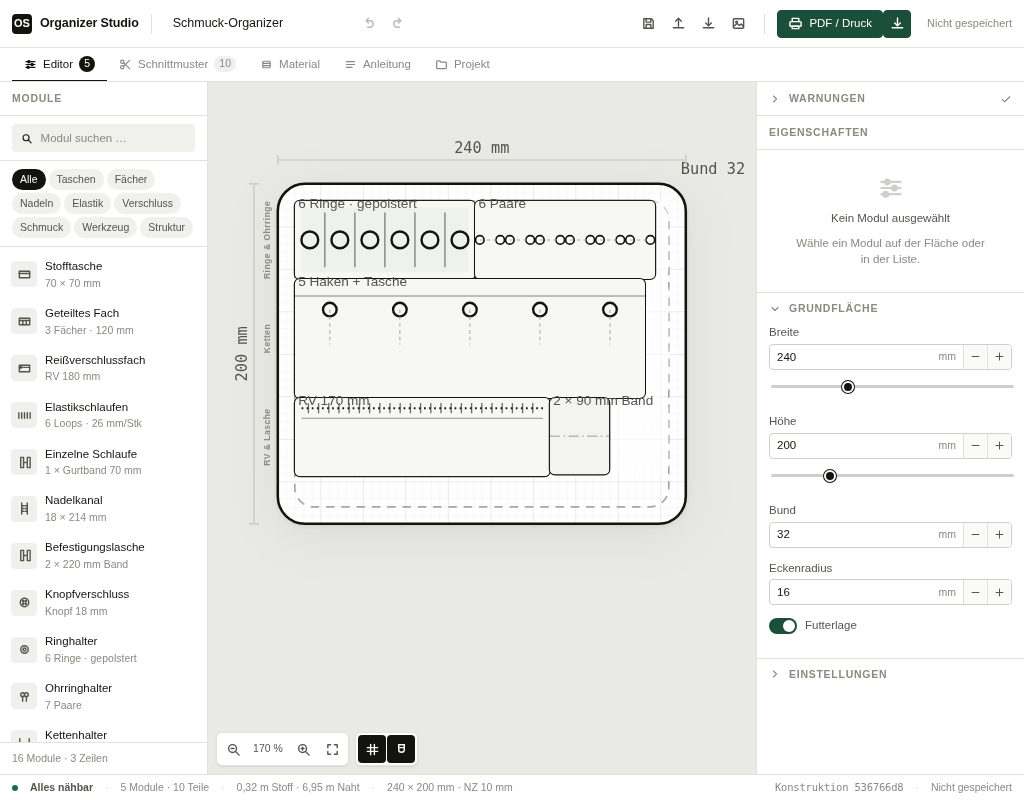 OS Organizer Studio Schmuck-Organizer PDF / Druck Nicht gespeichert
Editor 5 Schnittmuster 10 Material Anleitung Projekt
MODULE
Modul suchen …
Alle Taschen Fächer
Nadeln Elastik Verschluss
Schmuck Werkzeug Struktur
Stofftasche
70 × 70 mm
Geteiltes Fach
3 Fächer · 120 mm
Reißverschlussfach
RV 180 mm
Elastikschlaufen
6 Loops · 26 mm/Stk
Einzelne Schlaufe
1 × Gurtband 70 mm
Nadelkanal
18 × 214 mm
Befestigungslasche
2 × 220 mm Band
Knopfverschluss
Knopf 18 mm
Ringhalter
6 Ringe · gepolstert
Ohrringhalter
7 Paare
Kettenhalter
16 Module · 3 Zeilen
240 mm
Bund 32
200 mm
Ringe & Ohrringe
Ketten
RV & Lasche
6 Ringe · gepolstert
6 Paare
5 Haken + Tasche
RV 170 mm
2 × 90 mm Band
170 %
WARNUNGEN
EIGENSCHAFTEN
Kein Modul ausgewählt
Wähle ein Modul auf der Fläche oder
in der Liste.
GRUNDFLÄCHE
Breite
240 mm
Höhe
200 mm
Bund
32 mm
Eckenradius
16 mm
Futterlage
EINSTELLUNGEN
Alles nähbar · 5 Module · 10 Teile · 0,32 m Stoff · 6,95 m Naht · 240 × 200 mm · NZ 10 mm Konstruktion 536766d8 · Nicht gespeichert